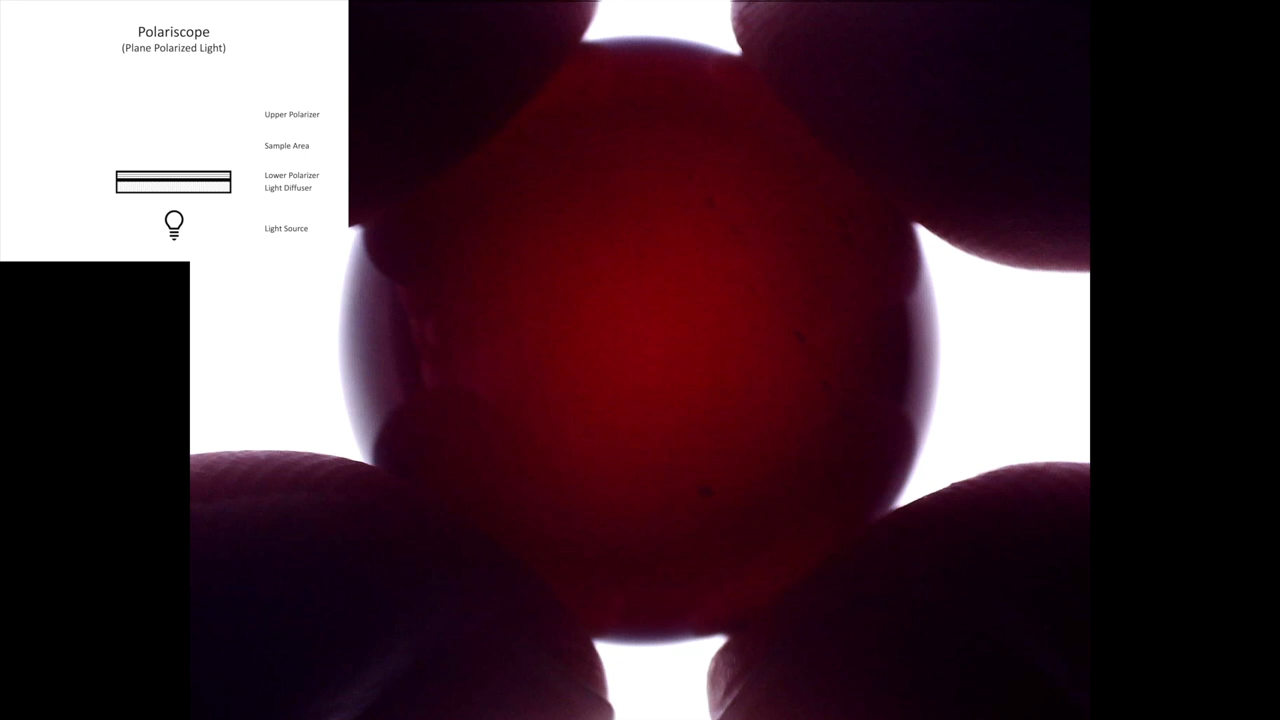 Polariscope
(Plane Polarized Light)
Upper Polarizer
Sample Area
Lower Polarizer
Light Diffuser
Light Source